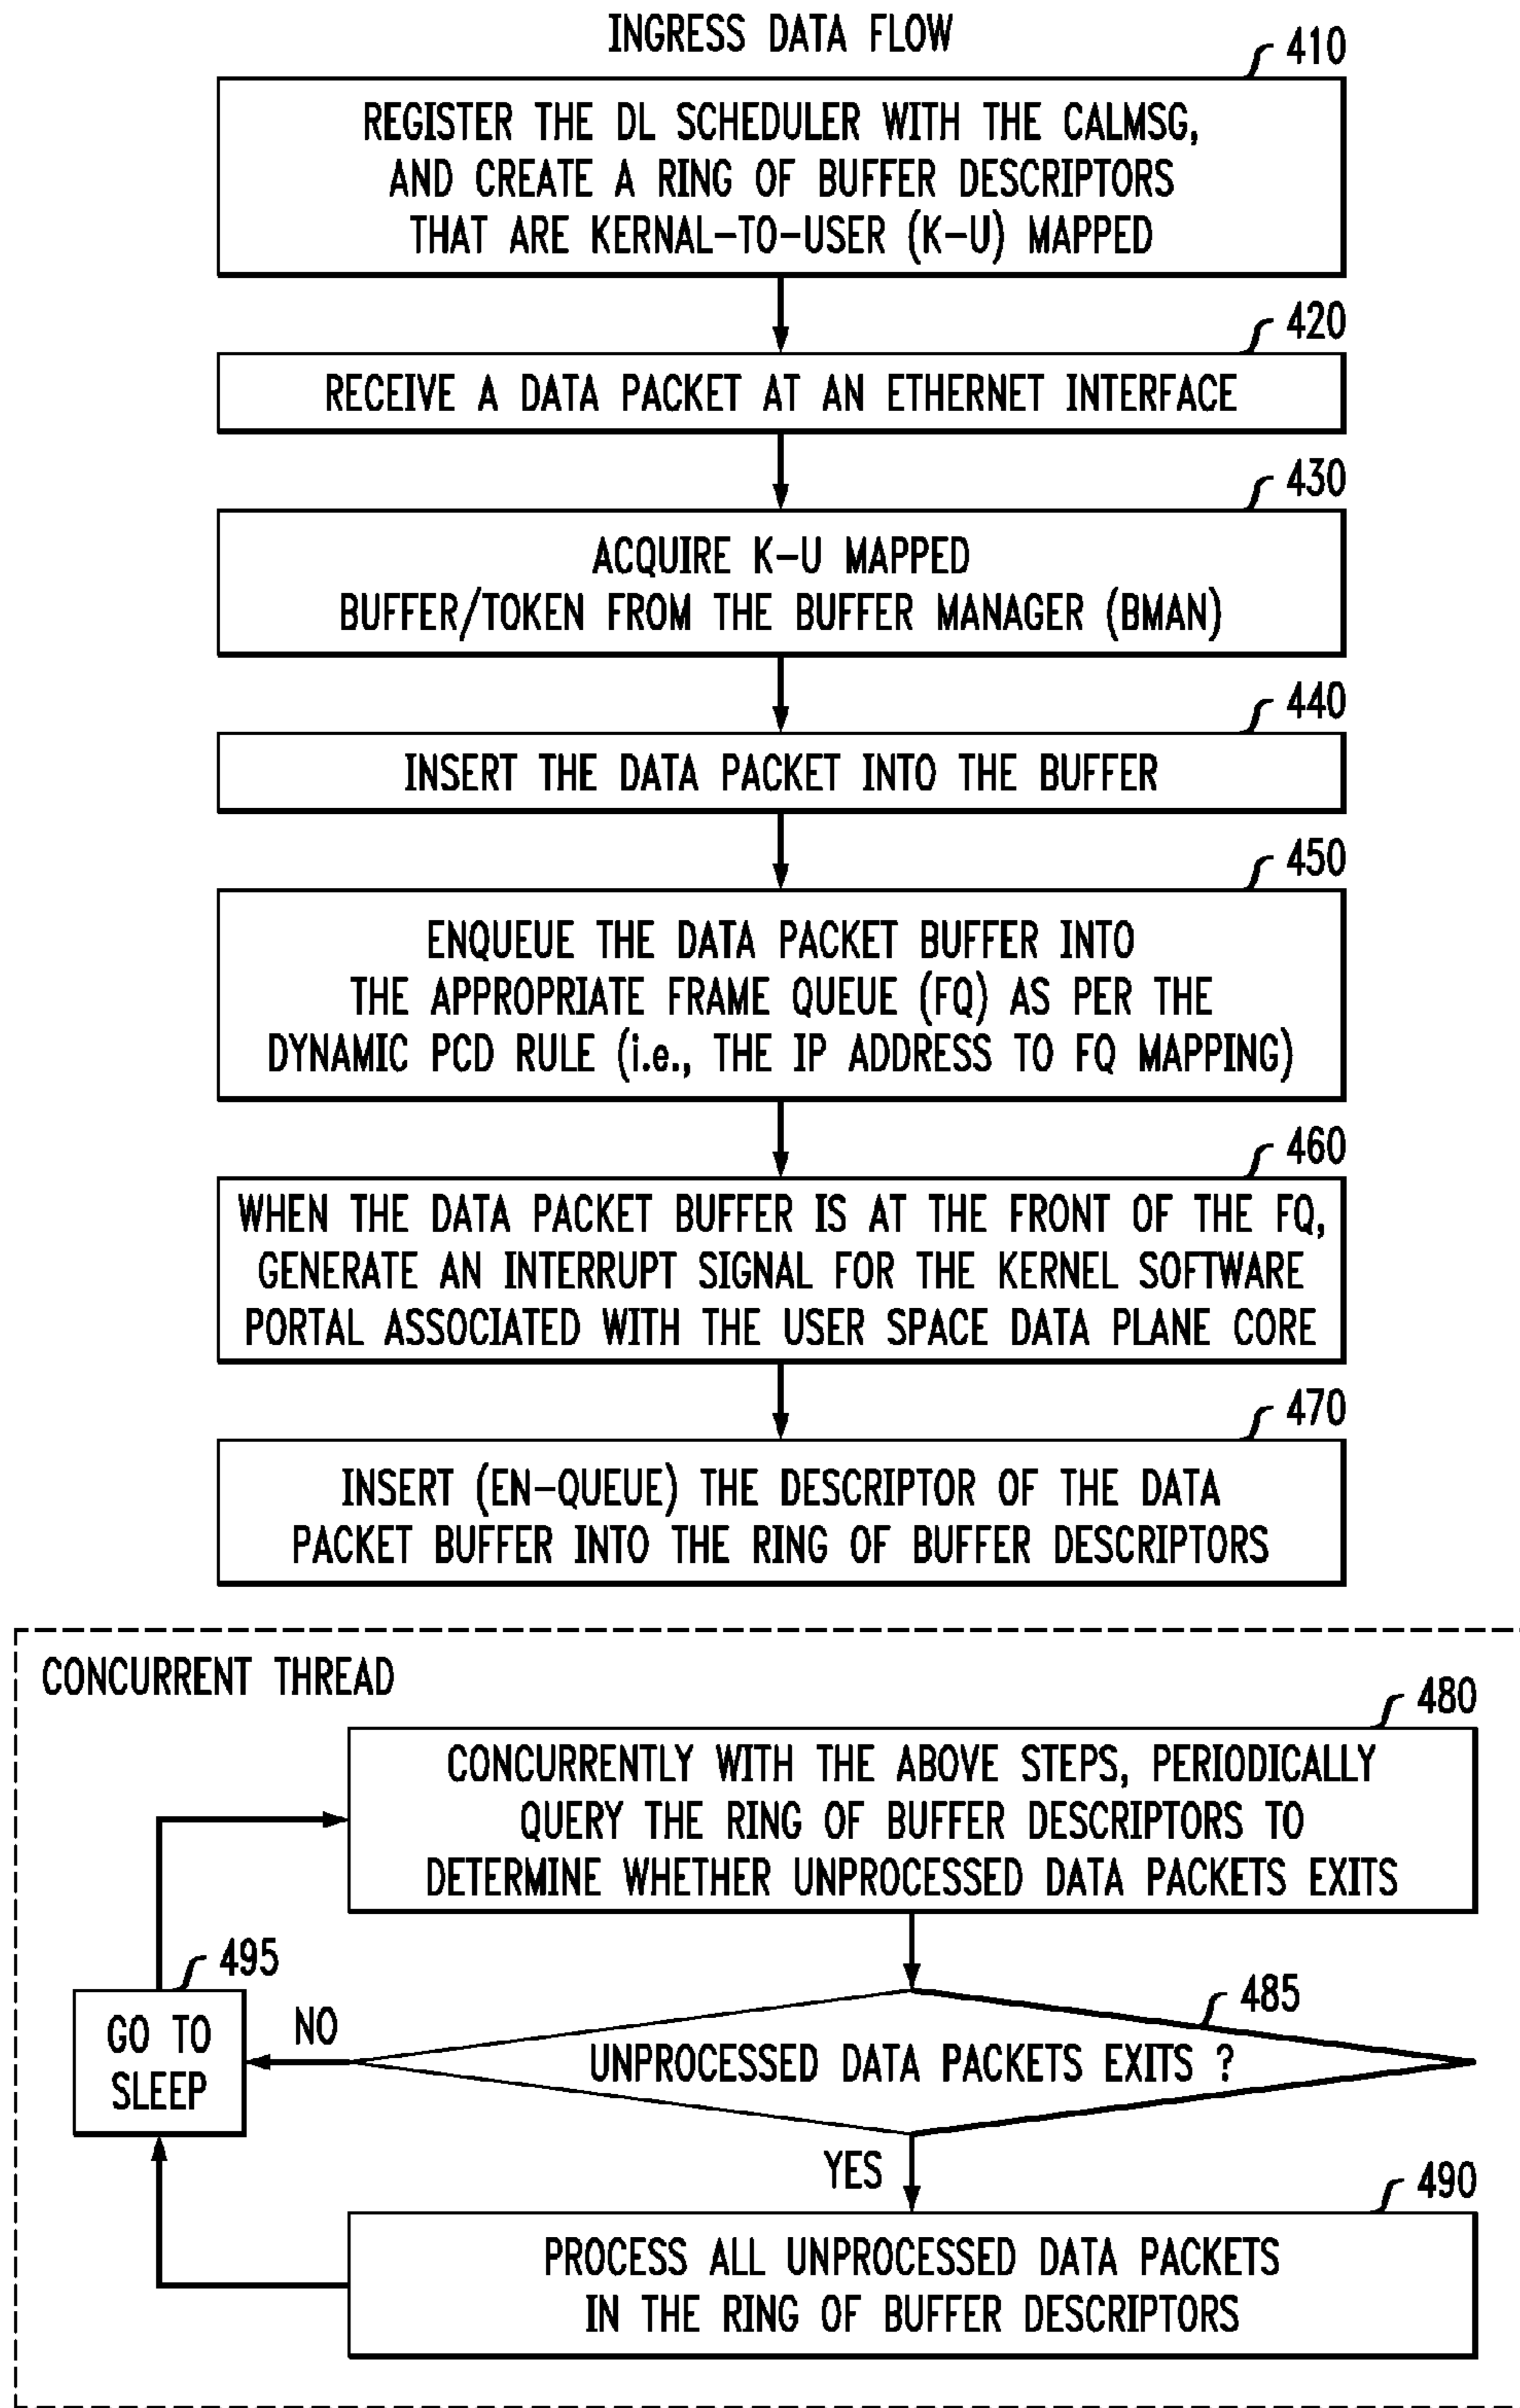 INGRESS DATA FLOW
410
REGISTER THE DL SCHEDULER WITH THE CALMSG,
AND CREATE A RING OF BUFFER DESCRIPTORS
THAT ARE KERNAL-TO-USER (K-U) MAPPED
420
RECEIVE A DATA PACKET AT AN ETHERNET INTERFACE
430
ACQUIRE K-U MAPPED
BUFFER/TOKEN FROM THE BUFFER MANAGER (BMAN)
440
INSERT THE DATA PACKET INTO THE BUFFER
450
ENQUEUE THE DATA PACKET BUFFER INTO
THE APPROPRIATE FRAME QUEUE (FQ) AS PER THE
DYNAMIC PCD RULE (i.e., THE IP ADDRESS TO FQ MAPPING)
460
WHEN THE DATA PACKET BUFFER IS AT THE FRONT OF THE FQ,
GENERATE AN INTERRUPT SIGNAL FOR THE KERNEL SOFTWARE
PORTAL ASSOCIATED WITH THE USER SPACE DATA PLANE CORE
470
INSERT (EN-QUEUE) THE DESCRIPTOR OF THE DATA
PACKET BUFFER INTO THE RING OF BUFFER DESCRIPTORS
CONCURRENT THREAD
480
CONCURRENTLY WITH THE ABOVE STEPS, PERIODICALLY
QUERY THE RING OF BUFFER DESCRIPTORS TO
DETERMINE WHETHER UNPROCESSED DATA PACKETS EXITS
495
GO TO
SLEEP
NO
485
UNPROCESSED DATA PACKETS EXITS ?
YES
490
PROCESS ALL UNPROCESSED DATA PACKETS
IN THE RING OF BUFFER DESCRIPTORS